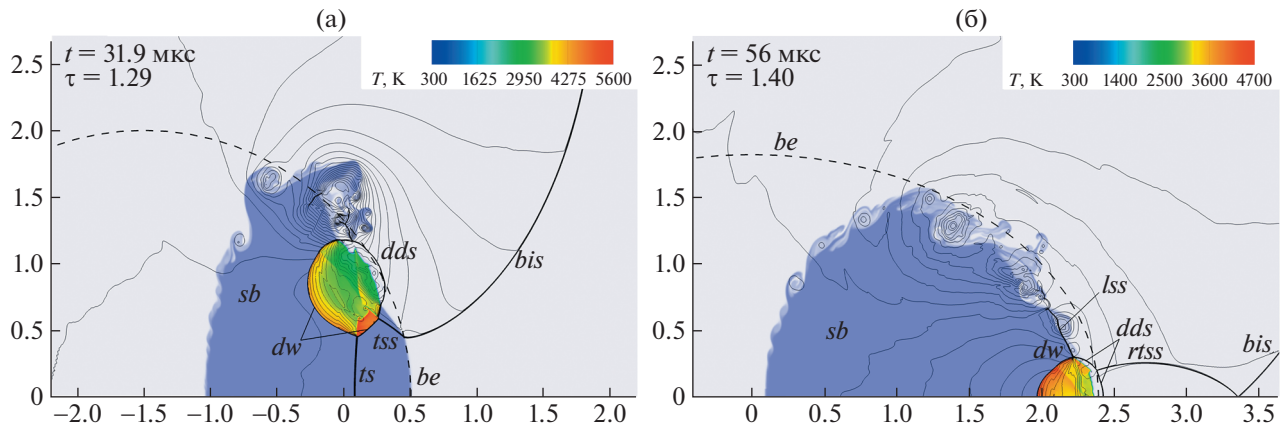 (а)
t = 31.9 мкс
τ = 1.29
T, K
300 1625 2950 4275 5600
2.5
2.0
1.5
1.0
0.5
0
−2.0 −1.5 −1.0 −0.5 0 0.5 1.0 1.5 2.0
sb
dw
dds
tss
ts
be
bis
(б)
t = 56 мкс
τ = 1.40
T, K
300 1400 2500 3600 4700
2.5
2.0
1.5
1.0
0.5
0
0 0.5 1.0 1.5 2.0 2.5 3.0 3.5
be
sb
lss
dds
dw
rtss
bis